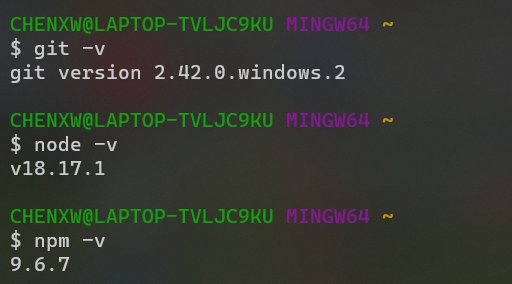 CHENXW@LAPTOP-TVLJC9KU MINGW64 ~
$ git -v
git version 2.42.0.windows.2
CHENXW@LAPTOP-TVLJC9KU MINGW64 ~
$ node -v
v18.17.1
CHENXW@LAPTOP-TVLJC9KU MINGW64 ~
$ npm -v
9.6.7